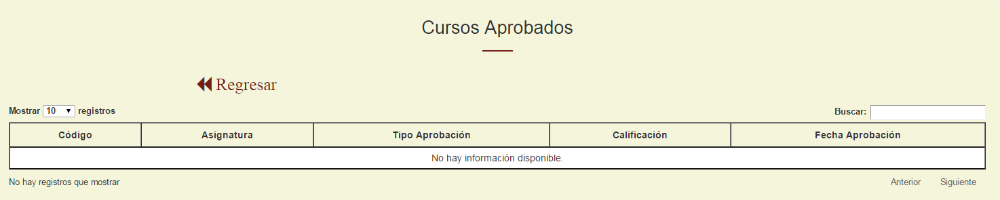 Cursos Aprobados
Regresar
Mostrar 10 registros Buscar:
Código Asignatura Tipo Aprobación Calificación Fecha Aprobación
No hay información disponible.
No hay registros que mostrar Anterior Siguiente